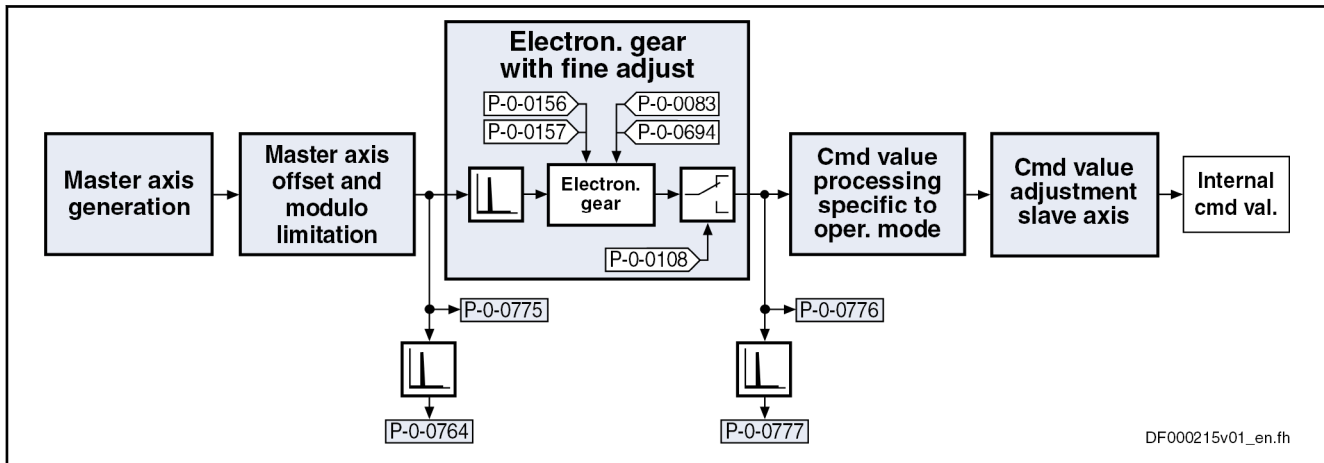 Electron. gear
with fine adjust
P-0-0156
P-0-0083
P-0-0157
P-0-0694
Master axis
generation
Master axis
offset and
modulo
limitation
Electron.
gear
Cmd value
processing
specific to
oper. mode
Cmd value
adjustment
slave axis
Internal
cmd val.
P-0-0108
P-0-0775
P-0-0776
P-0-0764
P-0-0777
DF000215v01_en.fh